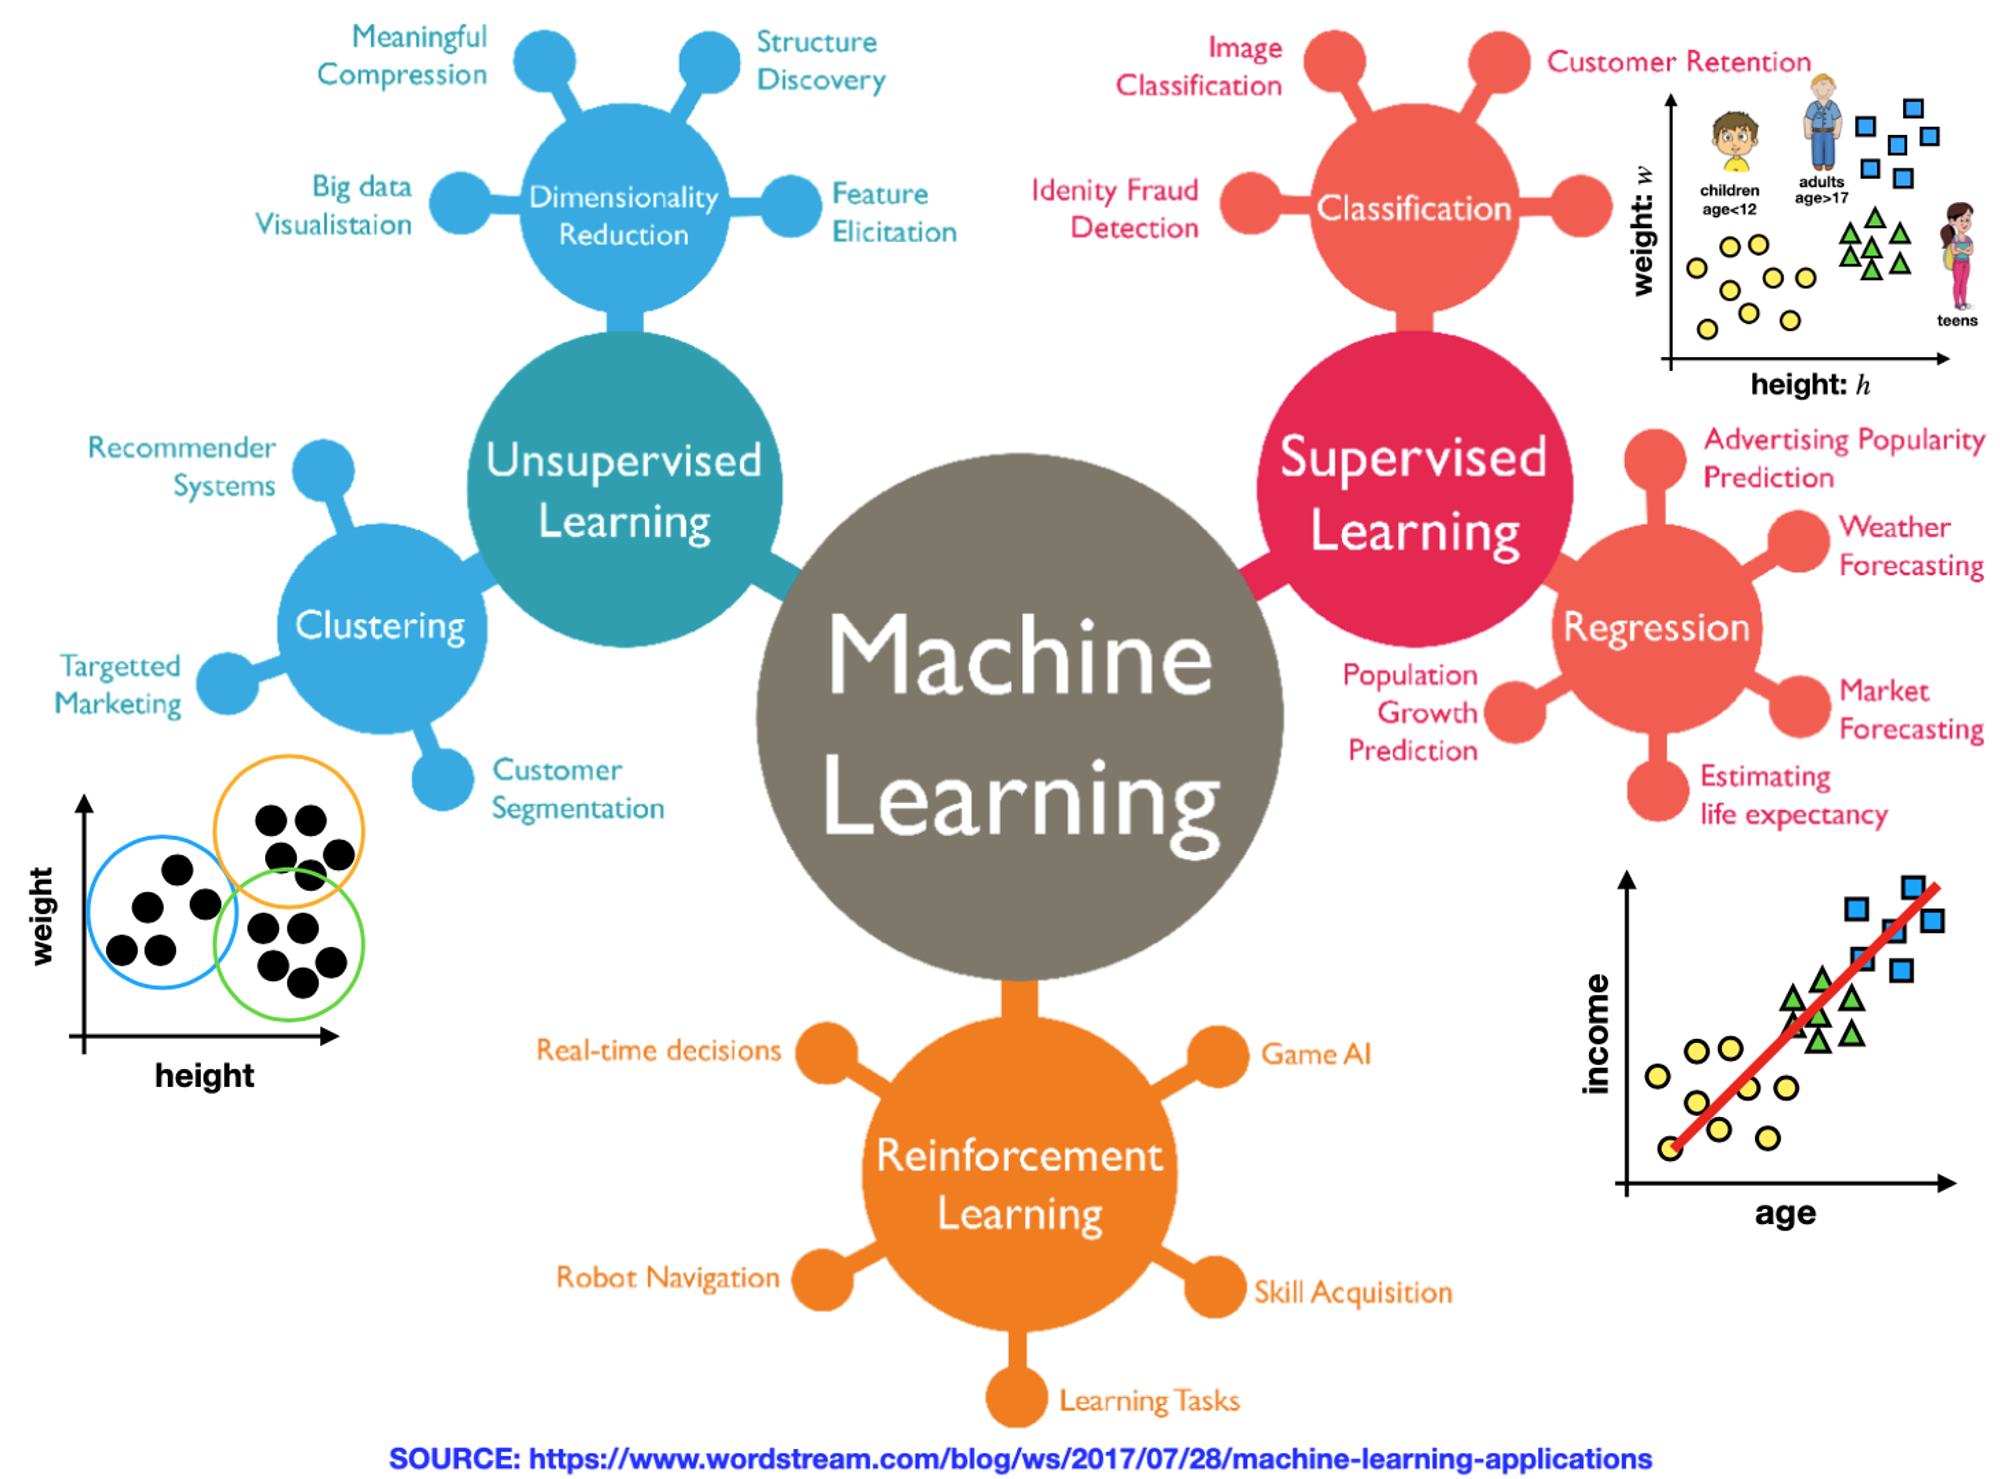 Meaningful
Compression
Structure
Discovery
Big data
Visualistaion
Dimensionality
Reduction
Feature
Elicitation
Image
Classification
Customer Retention
Idenity Fraud
Detection
Classification
children
age<12
adults
age>17
teens
weight: w
height: h
Unsupervised
Learning
Supervised
Learning
Recommender
Systems
Clustering
Targetted
Marketing
Customer
Segmentation
weight
height
Machine
Learning
Advertising Popularity
Prediction
Weather
Forecasting
Regression
Population
Growth
Prediction
Market
Forecasting
Estimating
life expectancy
income
age
Real-time decisions
Game AI
Reinforcement
Learning
Robot Navigation
Skill Acquisition
Learning Tasks
SOURCE: https://www.wordstream.com/blog/ws/2017/07/28/machine-learning-applications